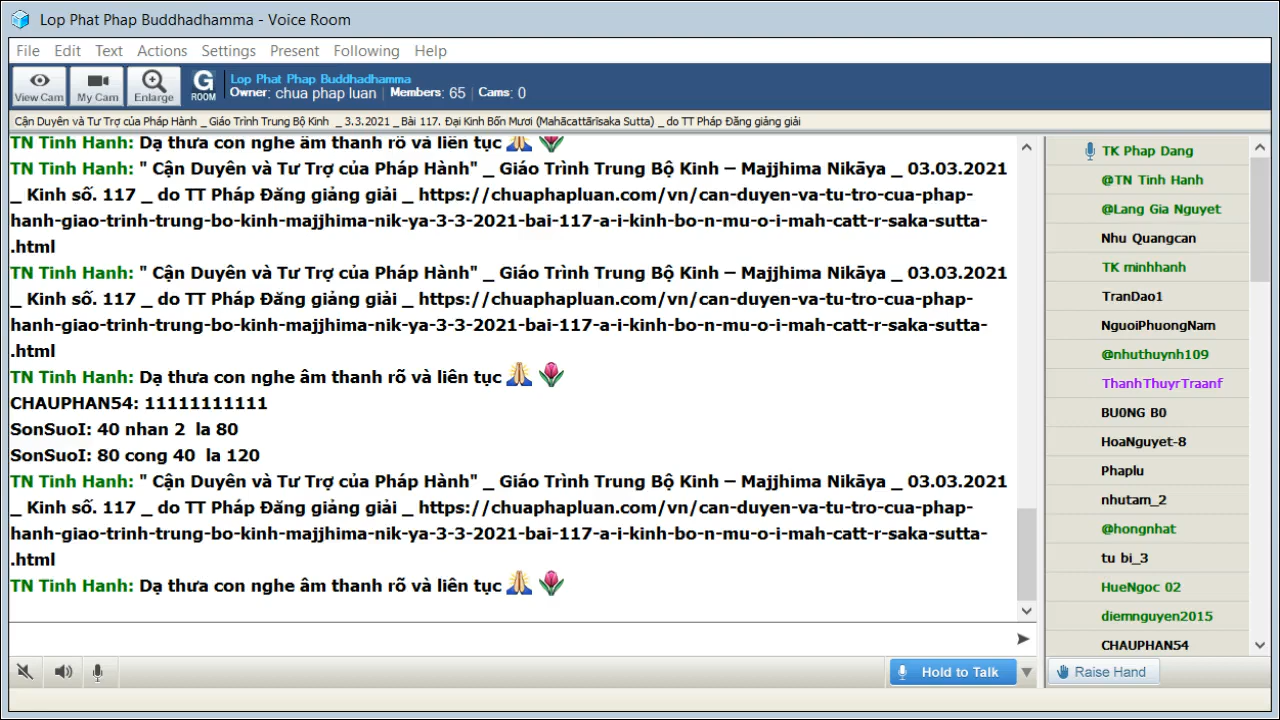 Lop Phat Phap Buddhadhamma - Voice Room
File Edit Text Actions Settings Present Following Help
View Cam My Cam Enlarge G ROOM
Lop Phat Phap Buddhadhamma
Owner: chua phap luan Members: 65 Cams: 0
Cận Duyên và Tư Trợ của Pháp Hành _ Giáo Trình Trung Bộ Kinh _ 3.3.2021 _ Bài 117. Đại Kinh Bốn Mươi (Mahācattārīsaka Sutta) _ do TT Pháp Đăng giảng giải
TN Tinh Hanh: Dạ thưa con nghe âm thanh rõ và liên tục
TN Tinh Hanh: " Cận Duyên và Tư Trợ của Pháp Hành" _ Giáo Trình Trung Bộ Kinh – Majjhima Nikāya _ 03.03.2021
_ Kinh số. 117 _ do TT Pháp Đăng giảng giải _ https://chuaphapluan.com/vn/can-duyen-va-tu-tro-cua-phap-
hanh-giao-trinh-trung-bo-kinh-majjhima-nik-ya-3-3-2021-bai-117-a-i-kinh-bo-n-mu-o-i-mah-catt-r-saka-sutta-
.html
TN Tinh Hanh: " Cận Duyên và Tư Trợ của Pháp Hành" _ Giáo Trình Trung Bộ Kinh – Majjhima Nikāya _ 03.03.2021
_ Kinh số. 117 _ do TT Pháp Đăng giảng giải _ https://chuaphapluan.com/vn/can-duyen-va-tu-tro-cua-phap-
hanh-giao-trinh-trung-bo-kinh-majjhima-nik-ya-3-3-2021-bai-117-a-i-kinh-bo-n-mu-o-i-mah-catt-r-saka-sutta-
.html
TN Tinh Hanh: Dạ thưa con nghe âm thanh rõ và liên tục
CHAUPHAN54: 11111111111
SonSuoI: 40 nhan 2 la 80
SonSuoI: 80 cong 40 la 120
TN Tinh Hanh: " Cận Duyên và Tư Trợ của Pháp Hành" _ Giáo Trình Trung Bộ Kinh – Majjhima Nikāya _ 03.03.2021
_ Kinh số. 117 _ do TT Pháp Đăng giảng giải _ https://chuaphapluan.com/vn/can-duyen-va-tu-tro-cua-phap-
hanh-giao-trinh-trung-bo-kinh-majjhima-nik-ya-3-3-2021-bai-117-a-i-kinh-bo-n-mu-o-i-mah-catt-r-saka-sutta-
.html
TN Tinh Hanh: Dạ thưa con nghe âm thanh rõ và liên tục
TK Phap Dang
@TN Tinh Hanh
@Lang Gia Nguyet
Nhu Quangcan
TK minhhanh
TranDao1
NguoiPhuongNam
@nhuthuynh109
ThanhThuyrTraanf
BU0NG B0
HoaNguyet-8
Phaplu
nhutam_2
@hongnhat
tu bi_3
HueNgoc 02
diemnguyen2015
CHAUPHAN54
Hold to Talk
Raise Hand